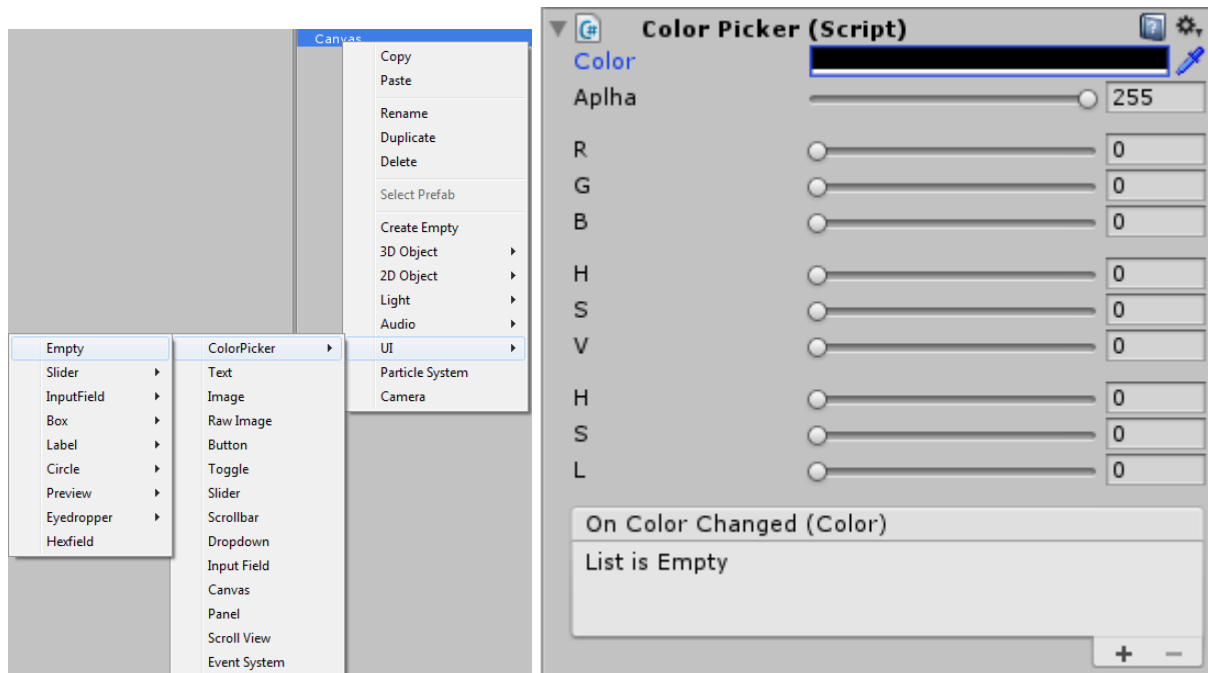 Canvas
Copy
Paste
Rename
Duplicate
Delete
Select Prefab
Create Empty
3D Object
2D Object
Light
Audio
UI
Particle System
Camera
ColorPicker
Text
Image
Raw Image
Button
Toggle
Slider
Scrollbar
Dropdown
Input Field
Canvas
Panel
Scroll View
Event System
Empty
Slider
InputField
Box
Label
Circle
Preview
Eyedropper
Hexfield
C# Color Picker (Script)
Color
Aplha 255
R 0
G 0
B 0
H 0
S 0
V 0
H 0
S 0
L 0
On Color Changed (Color)
List is Empty